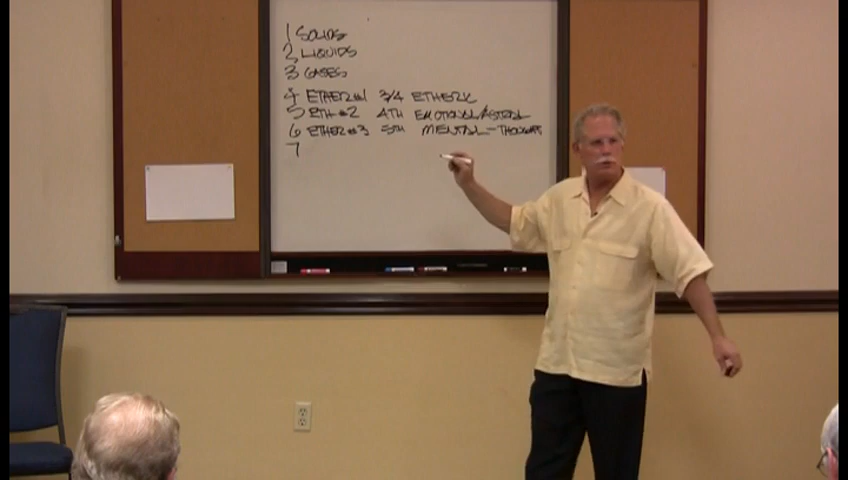 1 SOLIDS
2 LIQUIDS
3 GASES
4 ETHER#1 3/4 ETHERIC
5 ETH #2 4TH EMOTIONAL/ASTRAL
6 ETHER#3 5TH MENTAL - THOUGHTS
7